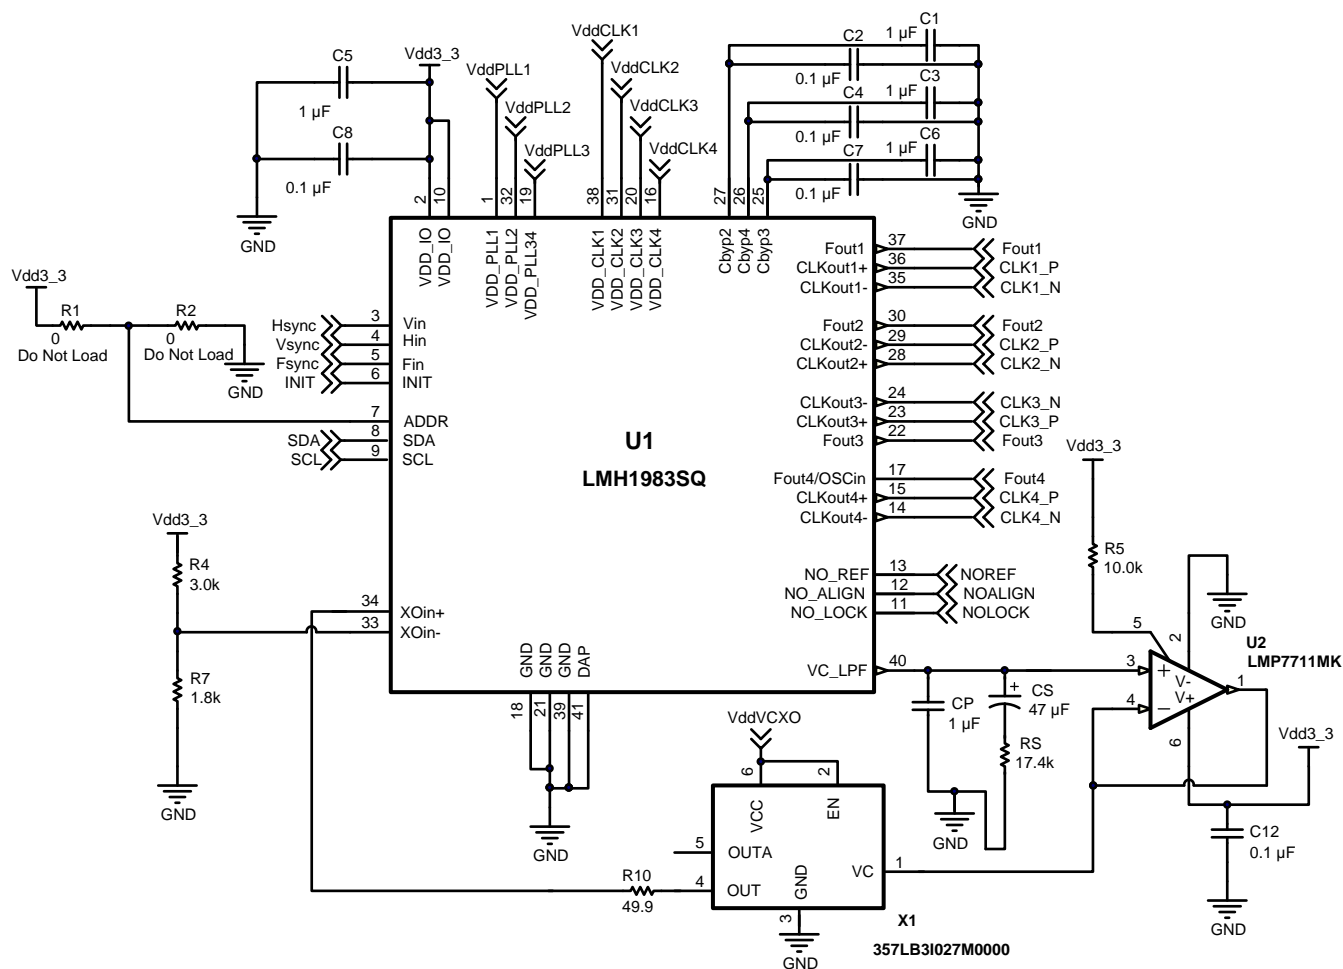 VddCLK1
C1
1 µF
C2
0.1 µF
C3
1 µF
C4
0.1 µF
C6
1 µF
C7
0.1 µF
GND
C5
1 µF
Vdd3_3
C8
0.1 µF
GND
VddPLL1
VddPLL2
VddPLL3
VddCLK2
VddCLK3
VddCLK4
2
10
1
32
19
38
31
20
16
27
26
25
VDD_IO
VDD_IO
VDD_PLL1
VDD_PLL2
VDD_PLL34
VDD_CLK1
VDD_CLK2
VDD_CLK3
VDD_CLK4
Cbyp2
Cbyp4
Cbyp3
Vdd3_3
R1
0
Do Not Load
R2
0
Do Not Load
GND
Hsync 3 Vin
Vsync 4 Hin
Fsync 5 Fin
INIT 6 INIT
7 ADDR
SDA 8 SDA
SCL 9 SCL
U1
LMH1983SQ
Fout1 37 Fout1
CLKout1+ 36 CLK1_P
CLKout1- 35 CLK1_N
Fout2 30 Fout2
CLKout2- 29 CLK2_P
CLKout2+ 28 CLK2_N
CLKout3- 24 CLK3_N
CLKout3+ 23 CLK3_P
Fout3 22 Fout3
Fout4/OSCin 17 Fout4
CLKout4+ 15 CLK4_P
CLKout4- 14 CLK4_N
NO_REF 13 NOREF
NO_ALIGN 12 NOALIGN
NO_LOCK 11 NOLOCK
VC_LPF 40
Vdd3_3
R4
3.0k
R7
1.8k
GND
34 XOin+
33 XOin-
GND
GND
GND
DAP
18
21
39
41
GND
Vdd3_3
R5
10.0k
GND
5
2
U2
LMP7711MK
3
+
V-
V+
4
−
1
6
Vdd3_3
C12
0.1 µF
GND
CP
1 µF
+
CS
47 µF
RS
17.4k
GND
VddVCXO
6
2
VCC
EN
5 OUTA
R10
49.9
4 OUT
GND
3
VC 1
GND
X1
357LB3I027M0000